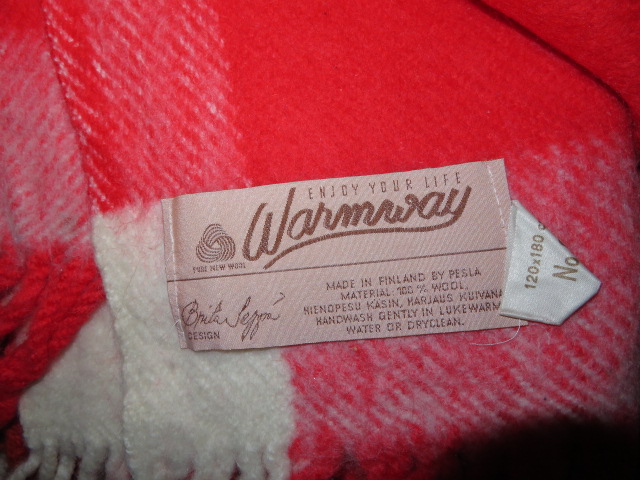 ENJOY YOUR LIFE
Warmway
PURE NEW WOOL
MADE IN FINLAND BY PESLA
MATERIAL: 100 % WOOL.
HIENOPESU KÄSIN, HARJAUS KUIVANA
HANDWASH GENTLY IN LUKEWARM
WATER OR DRYCLEAN.
DESIGN
120x180
No